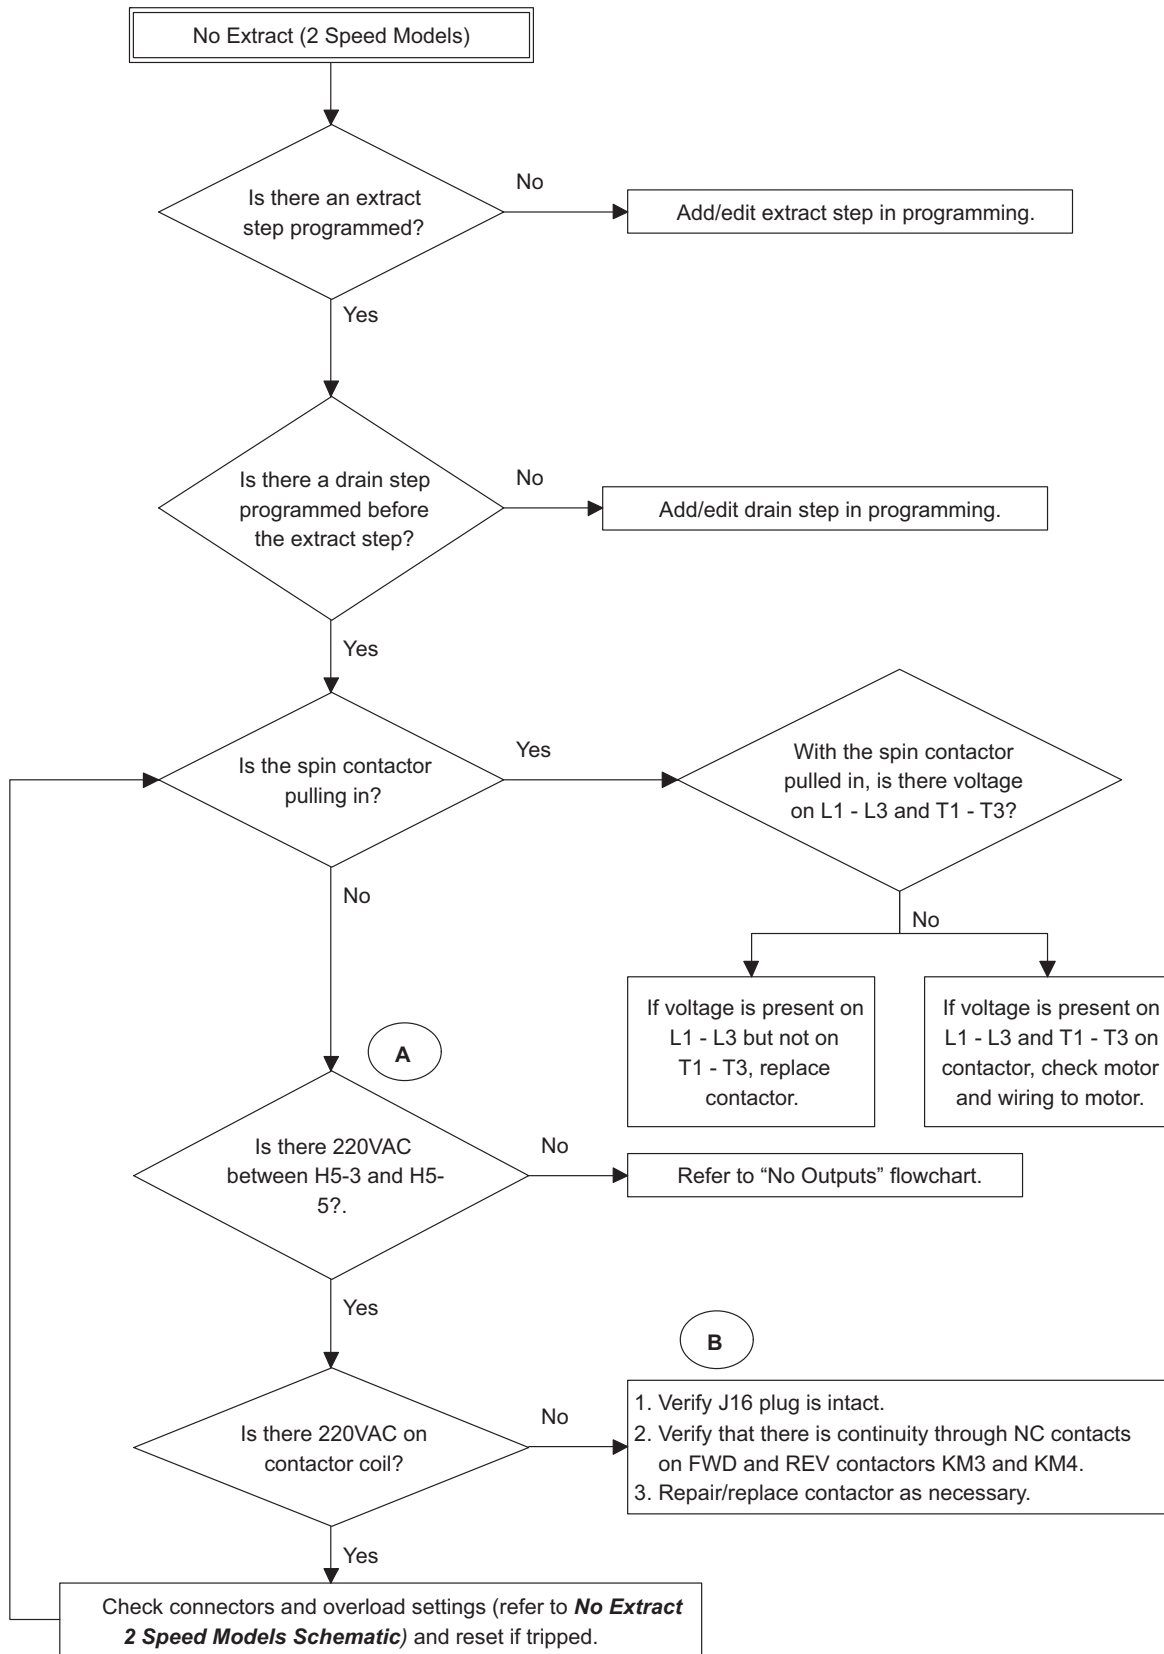 No Extract (2 Speed Models)
Is there an extract
step programmed?
No
Add/edit extract step in programming.
Yes
Is there a drain step
programmed before
the extract step?
No
Add/edit drain step in programming.
Yes
Is the spin contactor
pulling in?
Yes
With the spin contactor
pulled in, is there voltage
on L1 - L3 and T1 - T3?
No
No
If voltage is present on
L1 - L3 but not on
T1 - T3, replace
contactor.
If voltage is present on
L1 - L3 and T1 - T3 on
contactor, check motor
and wiring to motor.
A
Is there 220VAC
between H5-3 and H5-
5?.
No
Refer to “No Outputs” flowchart.
Yes
B
Is there 220VAC on
contactor coil?
No
1. Verify J16 plug is intact.
2. Verify that there is continuity through NC contacts
on FWD and REV contactors KM3 and KM4.
3. Repair/replace contactor as necessary.
Yes
Check connectors and overload settings (refer to No Extract
2 Speed Models Schematic) and reset if tripped.